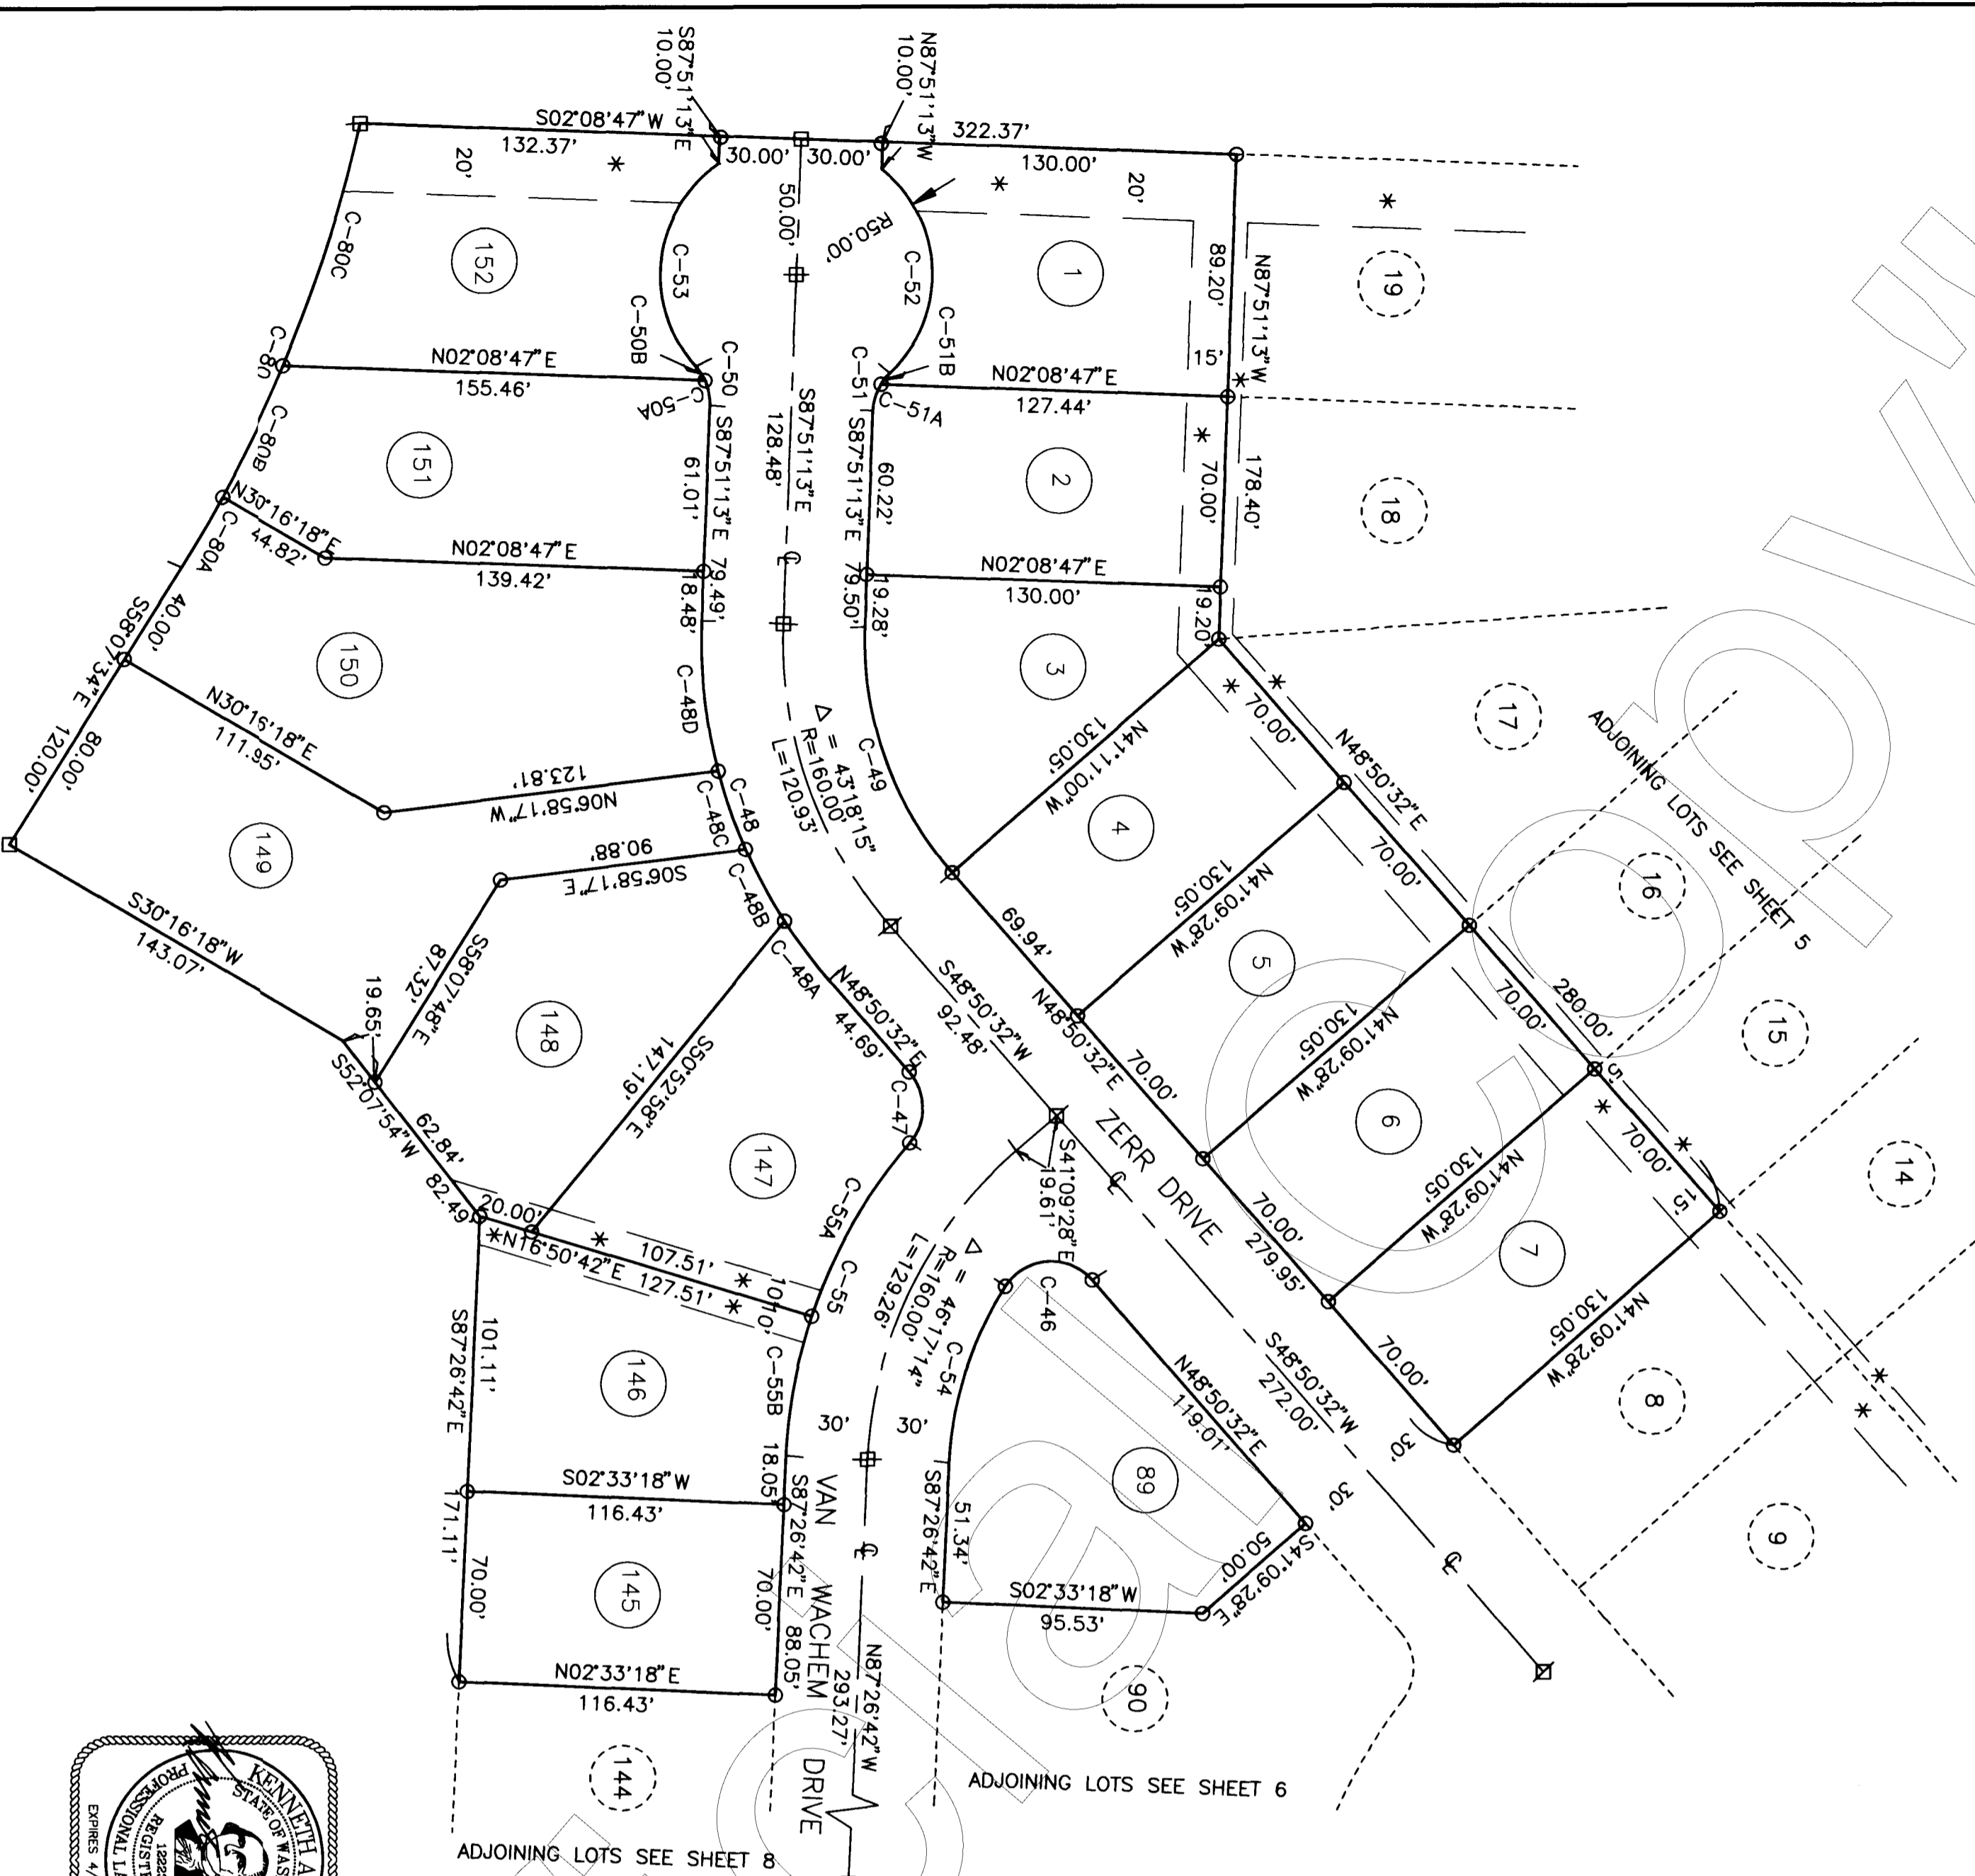 S87°51'13"E
10.00'
N87°51'13"W
10.00'
S02°08'47"W
132.37'
30.00'
30.00'
322.37'
130.00'
20'
*
20'
*
*
50.00'
R50.00'
C-80C
152
C-53
C-52
1
89.20'
N87°51'13"W
19
C-50B
C-50
C-51
C-51B
15'
*
C-80
N02°08'47"E
155.46'
C-50A
C-51A
N02°08'47"E
127.44'
C-80B
151
S87°51'13"E
61.01'
79.49'
S87°51'13"E
128.48'
S87°51'13"E
60.22'
79.50'
2
*
70.00'
178.40'
18
N30°16'18"E
44.82'
C-80A
N02°08'47"E
139.42'
18.48'
19.28'
N02°08'47"E
130.00'
19.20'
40.00'
S58°07'34"E
80.00'
120.00'
150
N30°16'18"E
111.95'
C-48D
Δ = 43°18'15"
R=160.00'
L=120.93'
C-49
3
N41°11'00"W
130.05'
*
*
70.00'
N48°50'32"E
17
ADJOINING LOTS SEE SHEET 5
123.81'
N06°58'17"W
C-48
C-48C
149
90.88'
S06°58'17"E
C-48B
4
N41°09'28"W
130.05'
70.00'
16
S30°16'18"W
143.07'
S58°07'48"E
87.32'
19.65'
148
C-48A
N48°50'32"E
44.69'
S48°50'32"W
92.48'
69.94'
N48°50'32"E
5
N41°09'28"W
130.05'
70.00'
280.00'
15
S52°07'54"W
62.84'
82.49'
S50°52'58"E
147.19'
147
C-47
C-55A
S41°09'28"E
19.61'
ZERR DRIVE
70.00'
6
N41°09'28"W
130.05'
5'
*
*
70.00'
15'
14
20.00'
*
N16°50'42"E
*
107.51'
127.51'
*
*
10'
10'
C-55
Δ = 46°17'14"
R=160.00'
L=129.26'
C-54
C-46
70.00'
279.95'
7
N41°09'28"W
130.05'
*
*
101.11'
S87°26'42"E
146
C-55B
30'
30'
N48°50'32"E
119.01'
S48°50'32"W
272.00'
70.00'
30'
30'
8
18.05'
S02°33'18"W
116.43'
171.11'
S87°26'42"E
S87°26'42"E
51.34'
89
50.00'
S41°09'28"E
9
70.00'
145
70.00'
88.05'
VAN WACHEM DRIVE
N87°26'42"W
293.27'
S02°33'18"W
95.53'
N02°33'18"E
116.43'
90
144
ADJOINING LOTS SEE SHEET 6
ADJOINING LOTS SEE SHEET 8
KENNETH A
STATE OF WAS
1222
REGIST
PROFESSIONAL LA
EXPIRES 4/